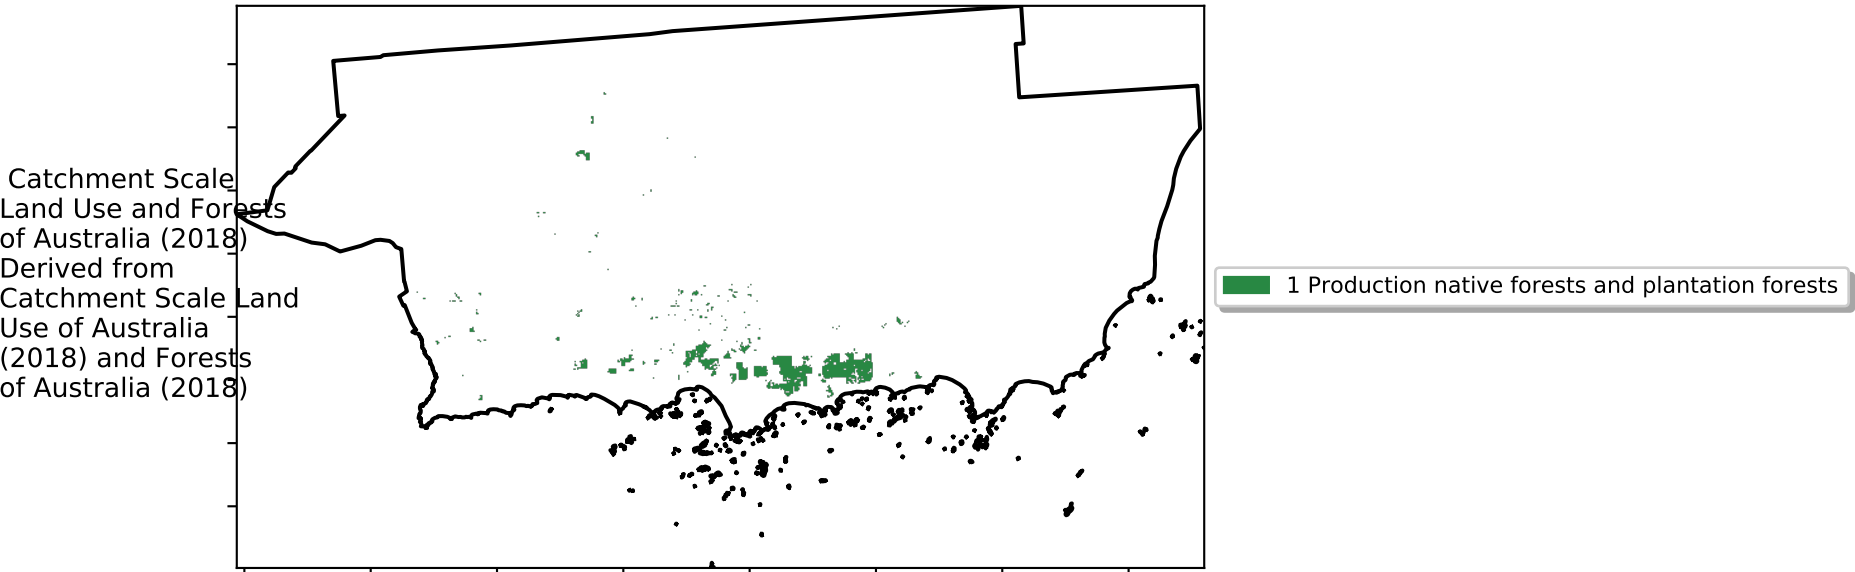 Catchment Scale
Land Use and Forests
of Australia (2018)
Derived from
Catchment Scale Land
Use of Australia
(2018) and Forests
of Australia (2018)
1 Production native forests and plantation forests